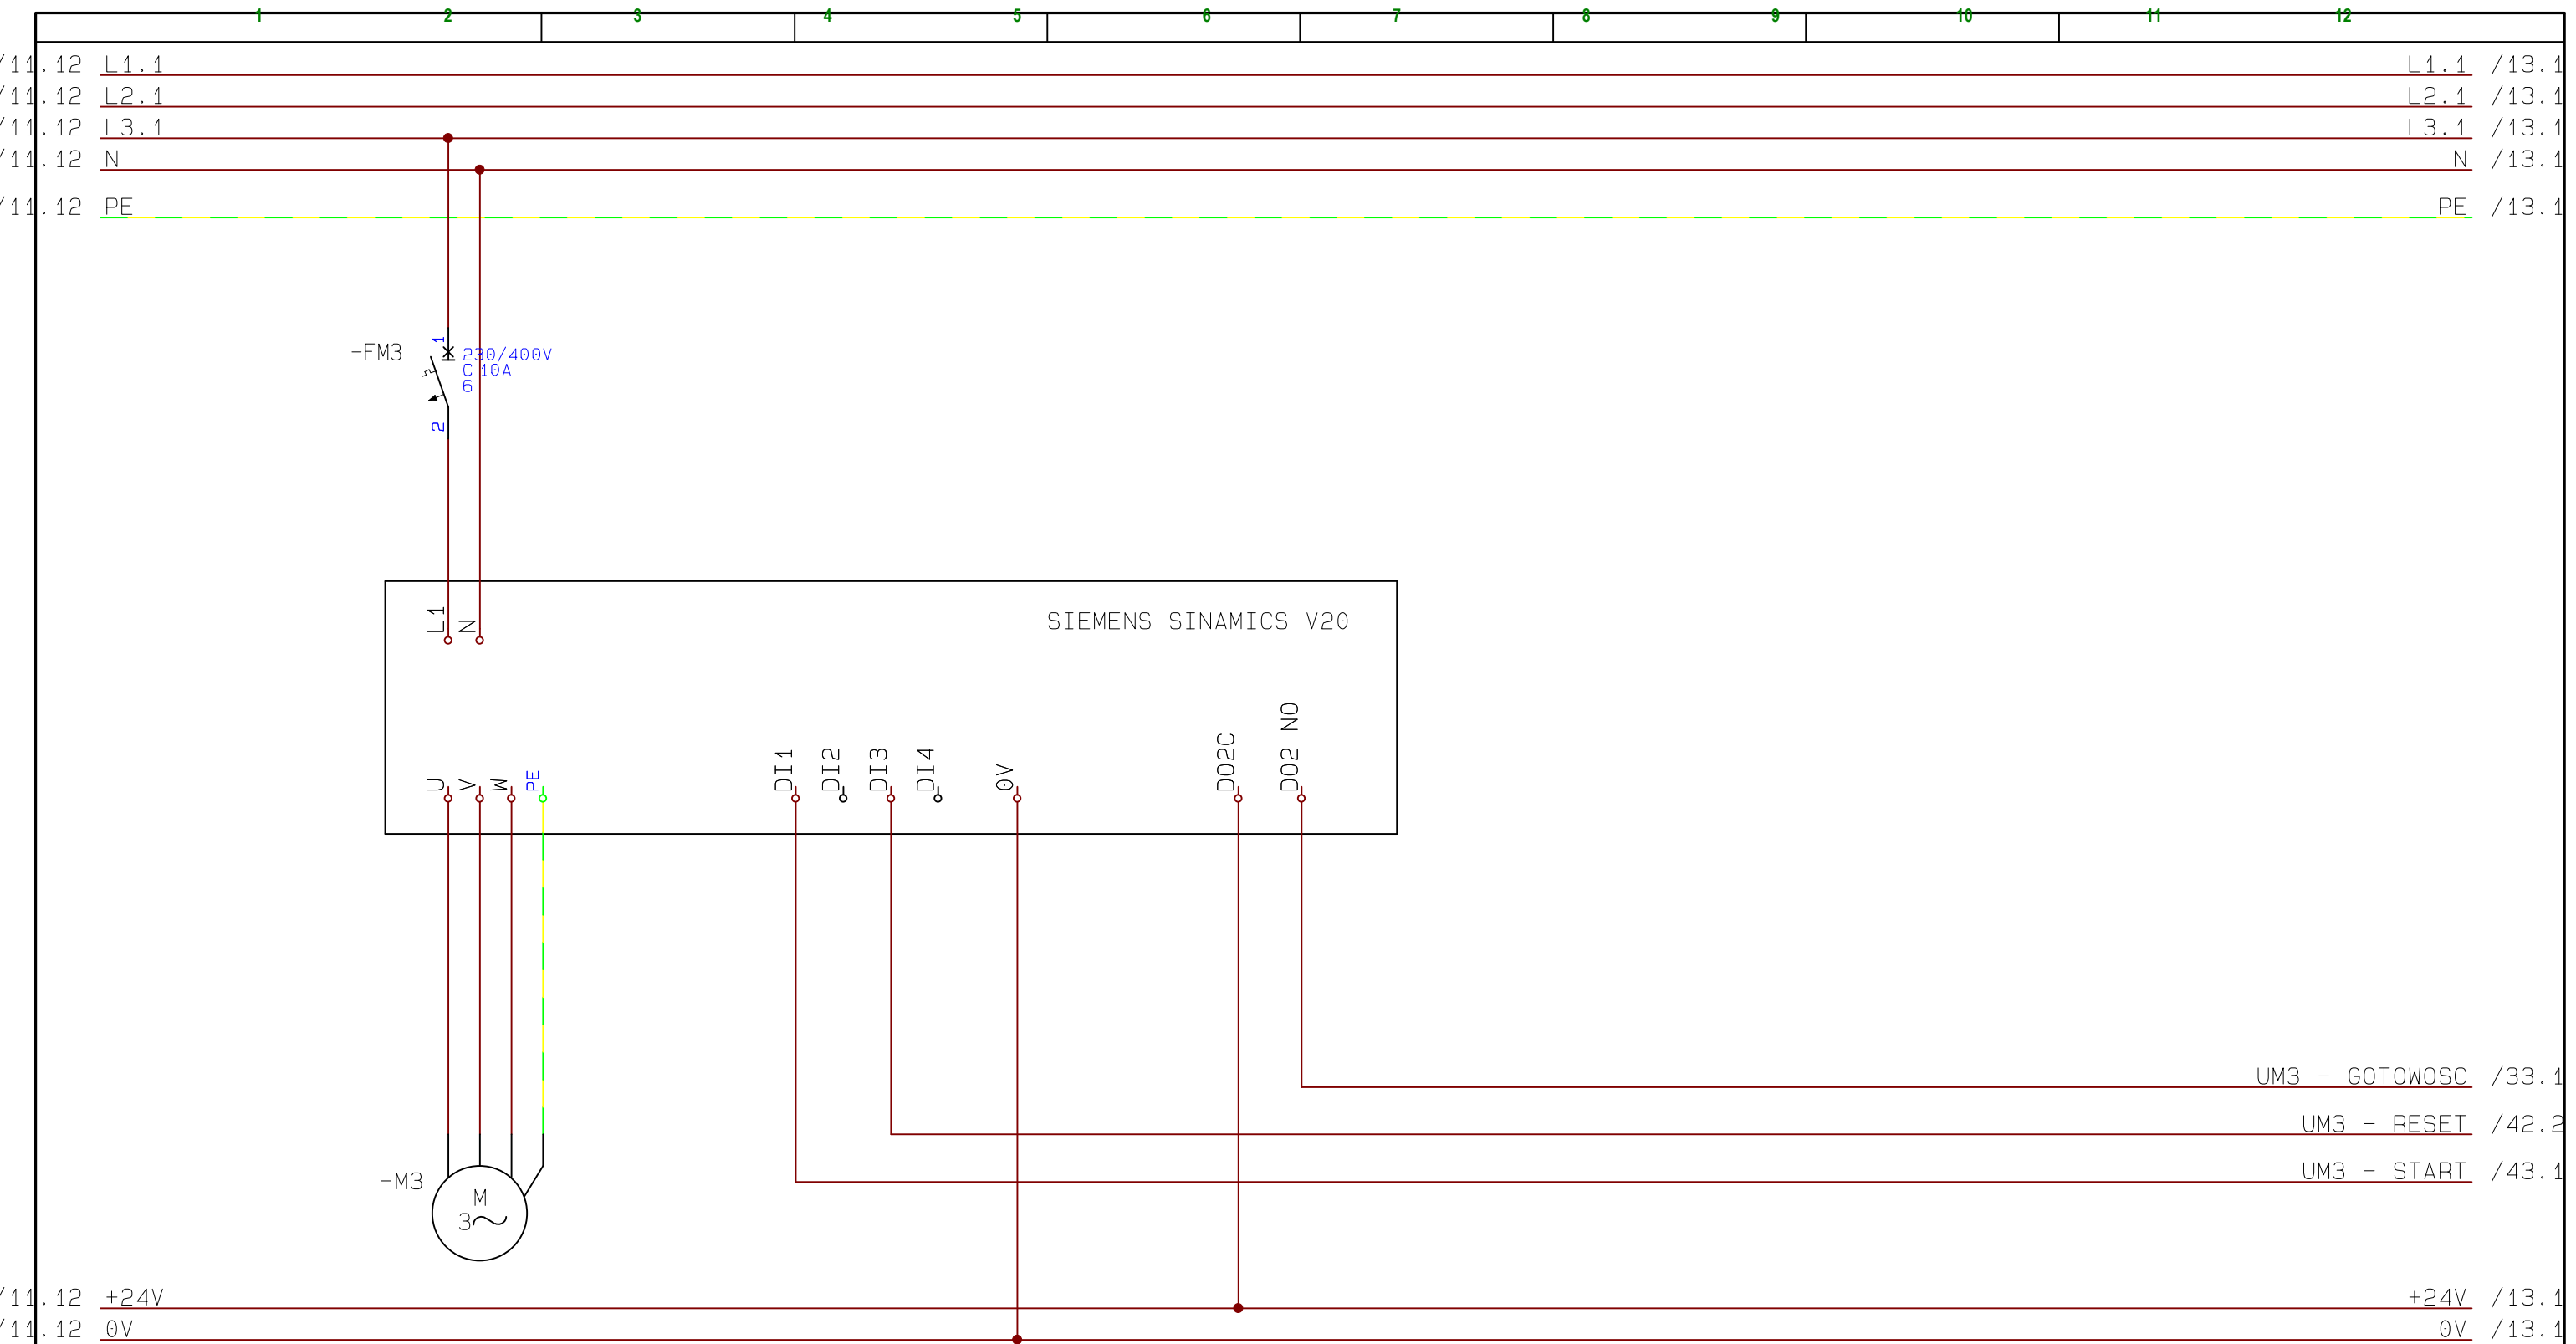 1 2 3 4 5 6 7 8 9 10 11 12
/11.12 L1.1 L1.1 /13.1
/11.12 L2.1 L2.1 /13.1
/11.12 L3.1 L3.1 /13.1
/11.12 N N /13.1
/11.12 PE PE /13.1
-FM3 1 230/400V
C 10A
6
2
L1 N SIEMENS SINAMICS V20
U V W PE DI1 DI2 DI3 DI4 0V DO2C DO2 NO
UM3 - GOTOWOSC /33.1
UM3 - RESET /42.2
UM3 - START /43.1
-M3 M
3~
/11.12 +24V +24V /13.1
/11.12 0V 0V /13.1